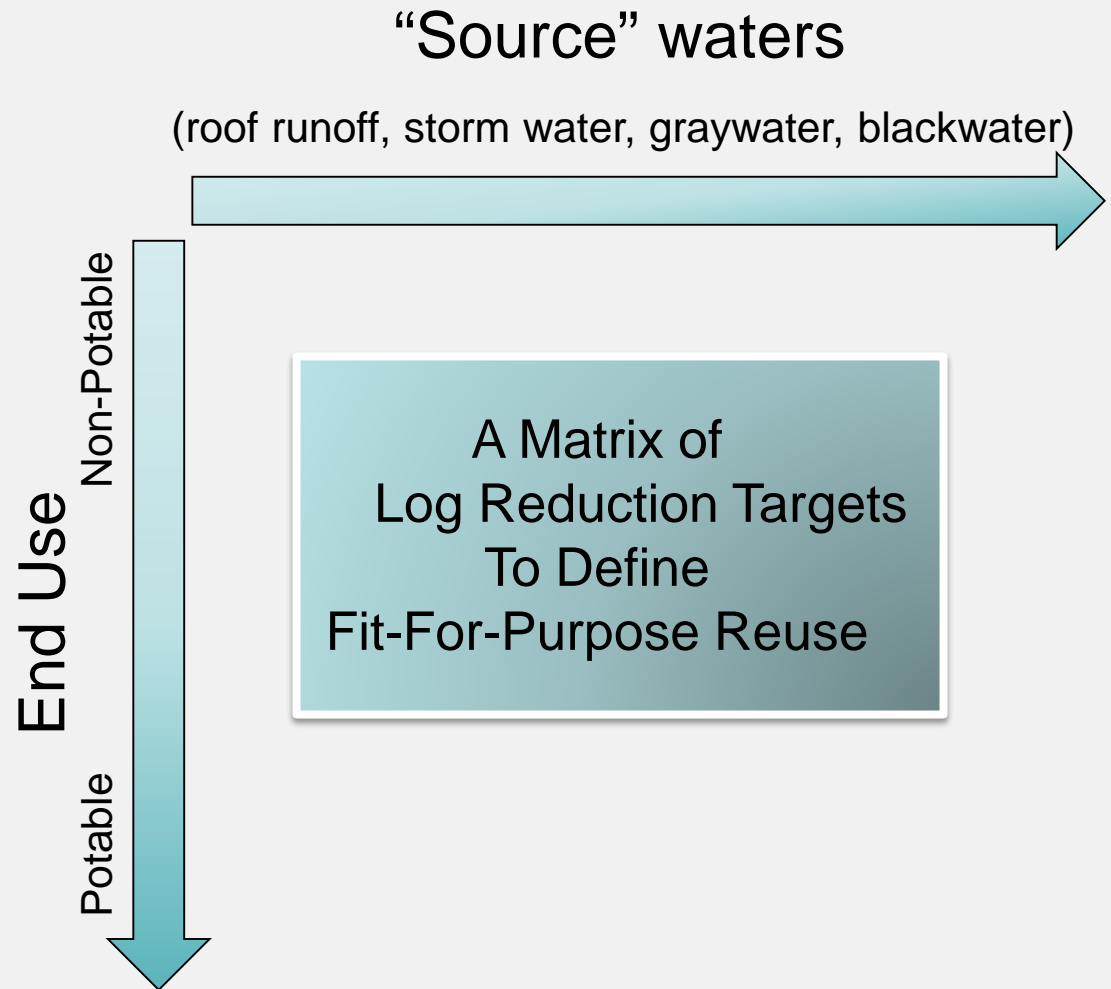 “Source” waters
(roof runoff, storm water, graywater, blackwater)
End Use
Non-Potable
Potable
A Matrix of
Log Reduction Targets
To Define
Fit-For-Purpose Reuse